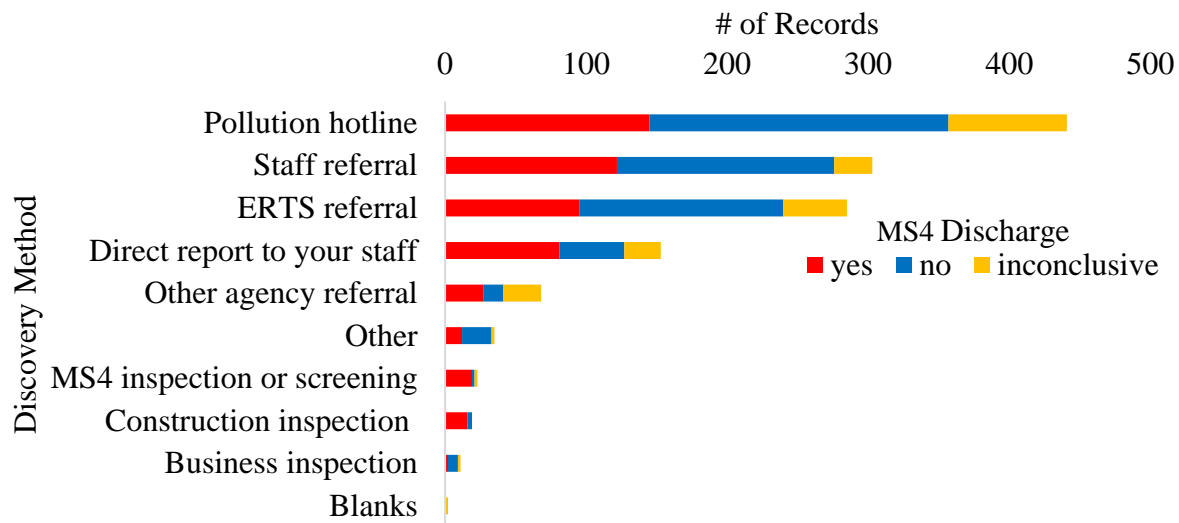 # of Records
0 100 200 300 400 500
Discovery Method
Pollution hotline
Staff referral
ERTS referral
Direct report to your staff
Other agency referral
Other
MS4 inspection or screening
Construction inspection
Business inspection
Blanks
MS4 Discharge
yes no inconclusive